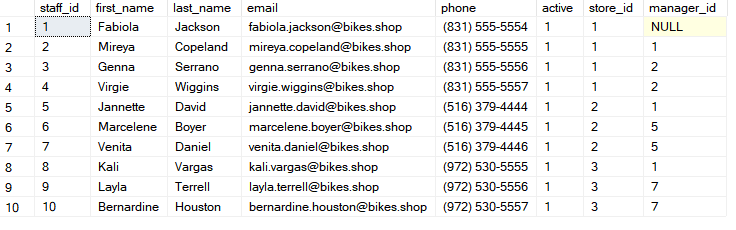 staff_id first_name last_name email phone active store_id manager_id
1 1 Fabiola Jackson fabiola.jackson@bikes.shop (831) 555-5554 1 1 NULL
2 2 Mireya Copeland mireya.copeland@bikes.shop (831) 555-5555 1 1 1
3 3 Genna Serrano genna.serrano@bikes.shop (831) 555-5556 1 1 2
4 4 Virgie Wiggins virgie.wiggins@bikes.shop (831) 555-5557 1 1 2
5 5 Jannette David jannette.david@bikes.shop (516) 379-4444 1 2 1
6 6 Marcelene Boyer marcelene.boyer@bikes.shop (516) 379-4445 1 2 5
7 7 Venita Daniel venita.daniel@bikes.shop (516) 379-4446 1 2 5
8 8 Kali Vargas kali.vargas@bikes.shop (972) 530-5555 1 3 1
9 9 Layla Terrell layla.terrell@bikes.shop (972) 530-5556 1 3 7
10 10 Bernardine Houston bernardine.houston@bikes.shop (972) 530-5557 1 3 7